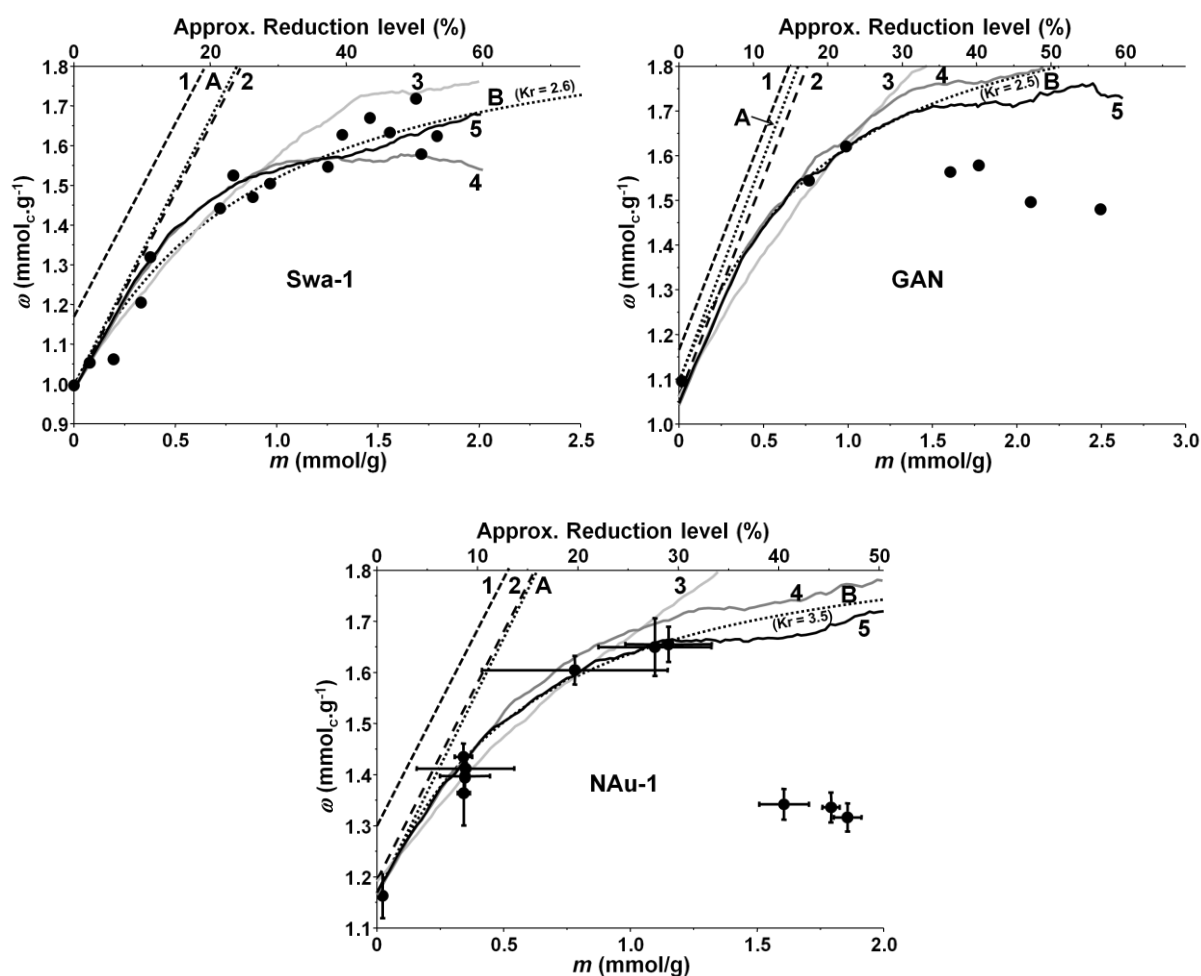 Approx. Reduction level (%)
0 20 40 60
1.8
1.7
1.6
1.5
1.4
1.3
1.2
1.1
1.0
0.9
ω (mmolc.g⁻¹)
1 A 2 3 B (Kr = 2.6)
5
4
Swa-1
0 0.5 1.0 1.5 2.0 2.5
m (mmol/g)
Approx. Reduction level (%)
0 10 20 30 40 50 60
1.8
1.7
1.6
1.5
1.4
1.3
1.2
1.1
1.0
ω (mmolc.g⁻¹)
1 2 3 4 (Kr = 2.5) B
A 5
GAN
0 0.5 1.0 1.5 2.0 2.5 3.0
m (mmol/g)
Approx. Reduction level (%)
0 10 20 30 40 50
1.8
1.7
1.6
1.5
1.4
1.3
1.2
1.1
ω (mmolc.g⁻¹)
1 2 A 3 4 B
(Kr = 3.5) 5
NAu-1
0 0.5 1.0 1.5 2.0
m (mmol/g)